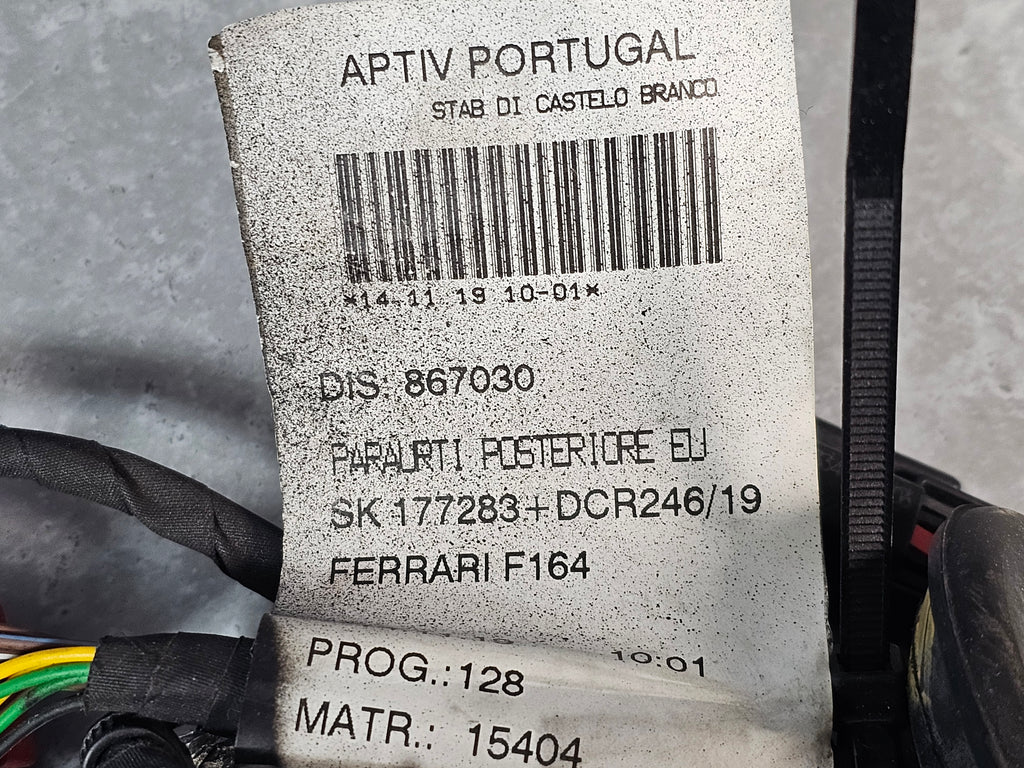 APTIV PORTUGAL
STAB DI CASTELO BRANCO
*14 11 19 10-01*
DIS: 867030
PARAURTI POSTERIORE EU
SK 177283+DCR246/19
FERRARI F164
10:01
PROG.:128
MATR.: 15404